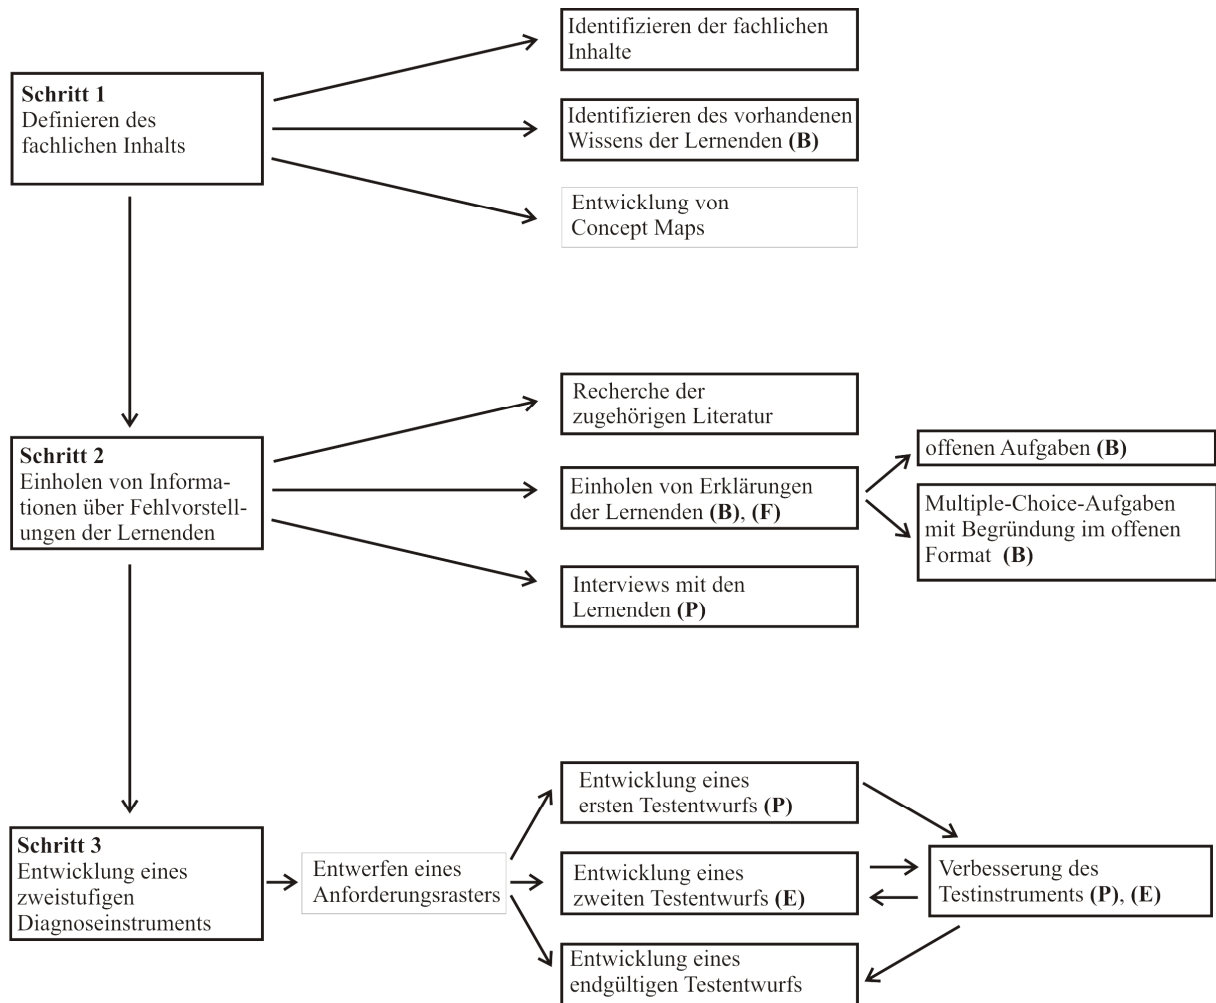 Schritt 1
Definieren des
fachlichen Inhalts
Identifizieren der fachlichen
Inhalte
Identifizieren des vorhandenen
Wissens der Lernenden (B)
Entwicklung von
Concept Maps
Schritt 2
Einholen von Informa-
tionen über Fehlvorstell-
ungen der Lernenden
Recherche der
zugehörigen Literatur
Einholen von Erklärungen
der Lernenden (B), (F)
Interviews mit den
Lernenden (P)
offenen Aufgaben (B)
Multiple-Choice-Aufgaben
mit Begründung im offenen
Format (B)
Schritt 3
Entwicklung eines
zweistufigen
Diagnoseinstruments
Entwerfen eines
Anforderungsrasters
Entwicklung eines
ersten Testentwurfs (P)
Entwicklung eines
zweiten Testentwurfs (E)
Entwicklung eines
endgültigen Testentwurfs
Verbesserung des
Testinstruments (P), (E)